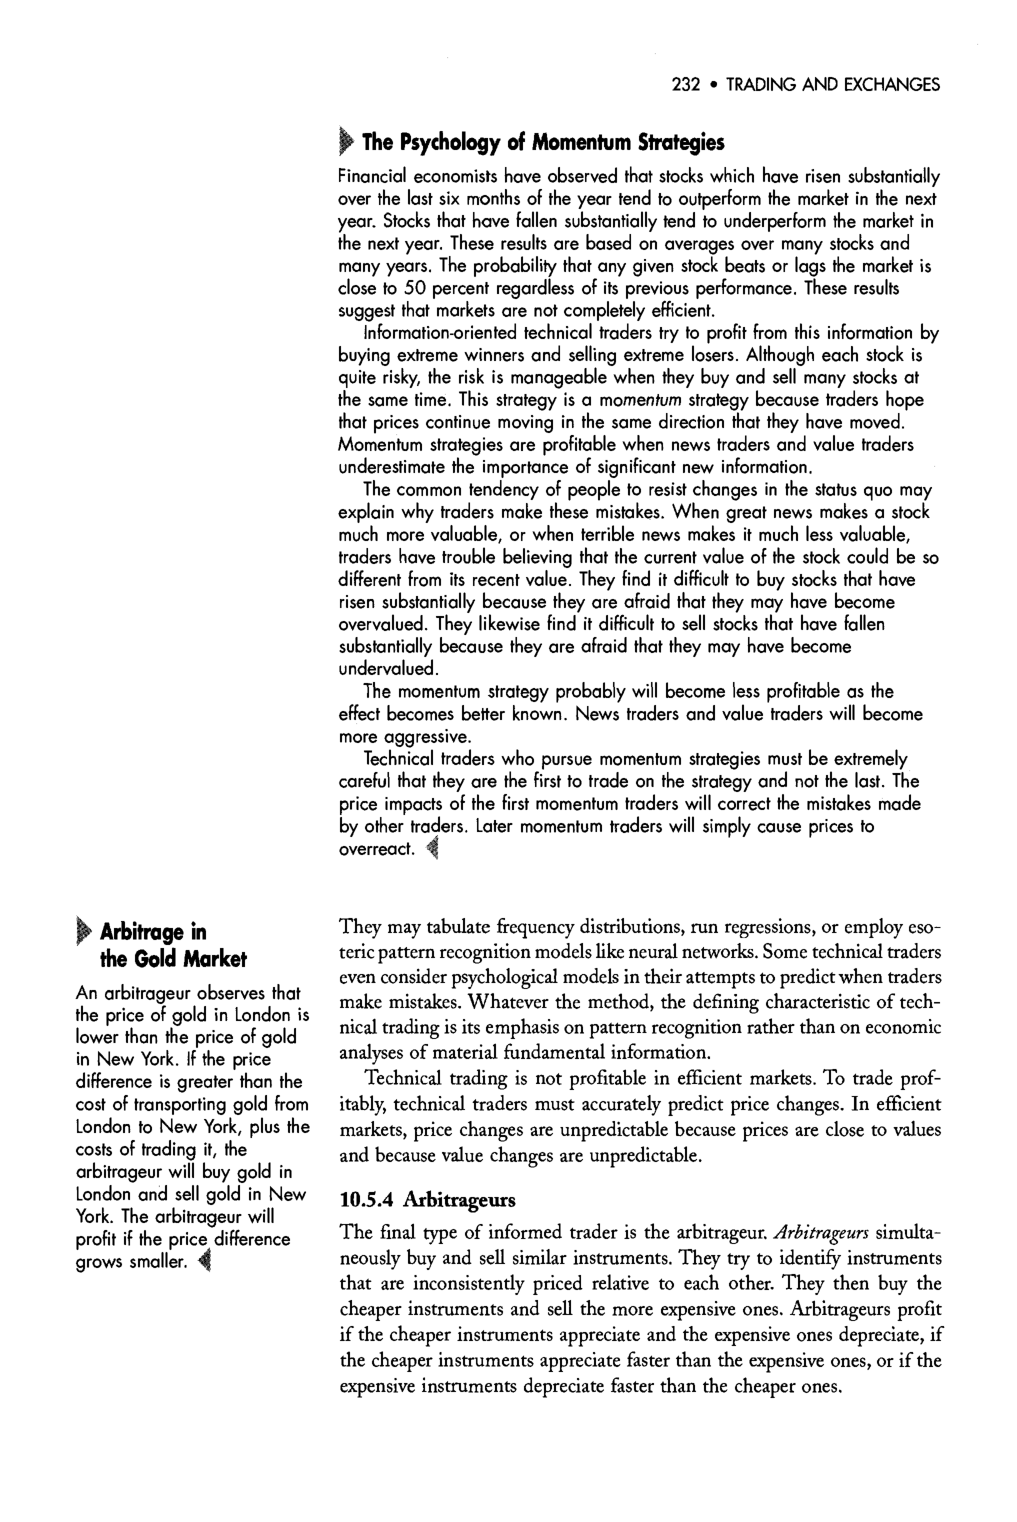 232 • TRADING AND EXCHANGES
The Psychology of Momentum Strategies
Financial economists have observed that stocks which have risen substantially
over the last six months of the year tend to outperform the market in the next
year. Stocks that have fallen substantially tend to underperform the market in
the next year. These results are based on averages over many stocks and
many years. The probability that any given stock beats or lags the market is
close to 50 percent regardless of its previous performance. These results
suggest that markets are not completely efficient.
Information-oriented technical traders try to profit from this information by
buying extreme winners and selling extreme losers. Although each stock is
quite risky, the risk is manageable when they buy and sell many stocks at
the same time. This strategy is a momentum strategy because traders hope
that prices continue moving in the same direction that they have moved.
Momentum strategies are profitable when news traders and value traders
underestimate the importance of significant new information.
The common tendency of people to resist changes in the status quo may
explain why traders make these mistakes. When great news makes a stock
much more valuable, or when terrible news makes it much less valuable,
traders have trouble believing that the current value of the stock could be so
different from its recent value. They find it difficult to buy stocks that have
risen substantially because they are afraid that they may have become
overvalued. They likewise find it difficult to sell stocks that have fallen
substantially because they are afraid that they may have become
undervalued.
The momentum strategy probably will become less profitable as the
effect becomes better known. News traders and value traders will become
more aggressive.
Technical traders who pursue momentum strategies must be extremely
careful that they are the first to trade on the strategy and not the last. The
price impacts of the first momentum traders will correct the mistakes made
by other traders. Later momentum traders will simply cause prices to
overreact.
Arbitrage in
the Gold Market
An arbitrageur observes that
the price of gold in London is
lower than the price of gold
in New York. If the price
difference is greater than the
cost of transporting gold from
London to New York, plus the
costs of trading it, the
arbitrageur will buy gold in
London and sell gold in New
York. The arbitrageur will
profit if the price difference
grows smaller.
They may tabulate frequency distributions, run regressions, or employ eso-
teric pattern recognition models like neural networks. Some technical traders
even consider psychological models in their attempts to predict when traders
make mistakes. Whatever the method, the defining characteristic of tech-
nical trading is its emphasis on pattern recognition rather than on economic
analyses of material fundamental information.
Technical trading is not profitable in efficient markets. To trade prof-
itably, technical traders must accurately predict price changes. In efficient
markets, price changes are unpredictable because prices are close to values
and because value changes are unpredictable.
10.5.4 Arbitrageurs
The final type of informed trader is the arbitrageur. Arbitrageurs simulta-
neously buy and sell similar instruments. They try to identify instruments
that are inconsistently priced relative to each other. They then buy the
cheaper instruments and sell the more expensive ones. Arbitrageurs profit
if the cheaper instruments appreciate and the expensive ones depreciate, if
the cheaper instruments appreciate faster than the expensive ones, or if the
expensive instruments depreciate faster than the cheaper ones.